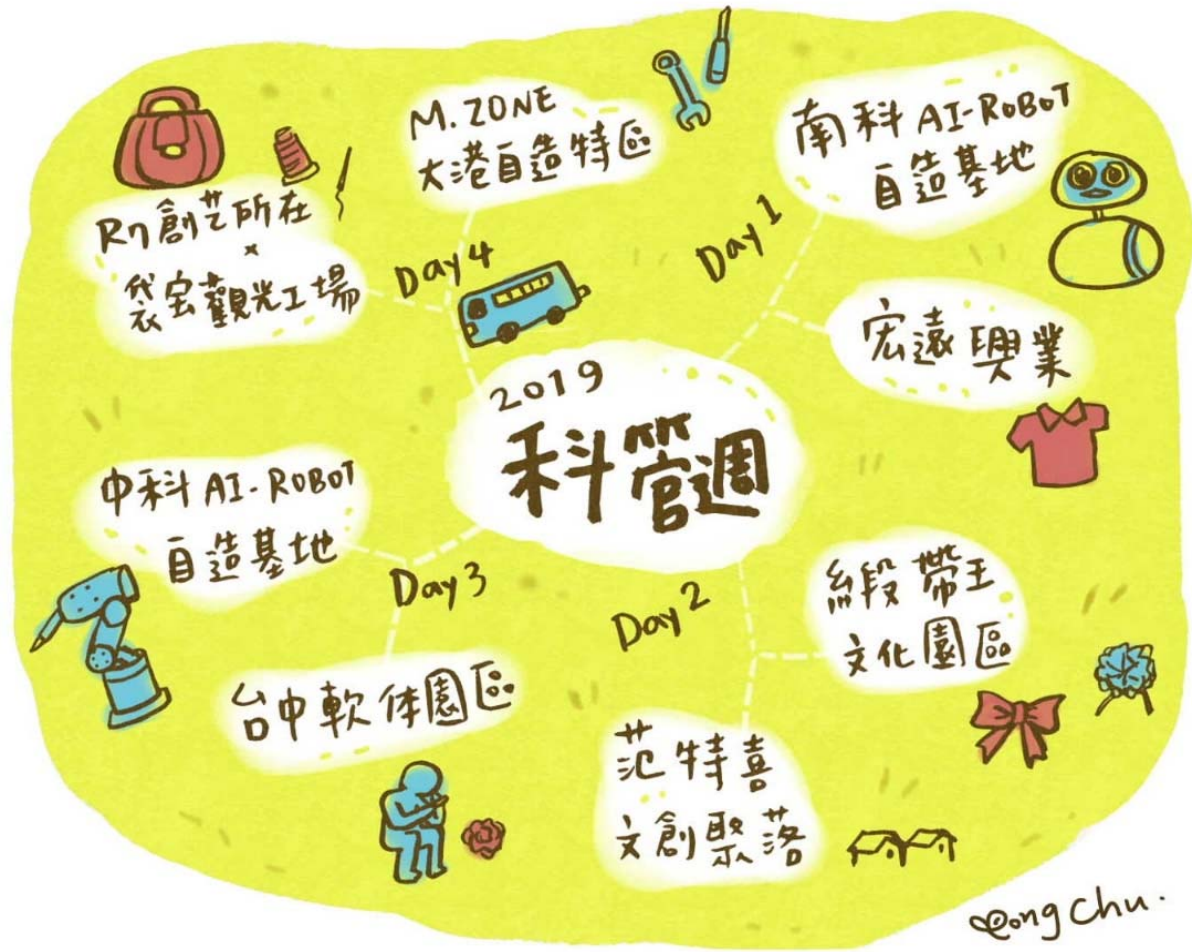 2019
科管週
Day 1
南科 AI-ROBOT
自造基地
宏遠興業
Day 2
緞帶王
文化園區
范特喜
文創聚落
Day 3
台中軟体園區
中科 AI-ROBOT
自造基地
Day 4
Rn創艺所在
×
袋宝觀光工場
M.ZONE
大港自造特區